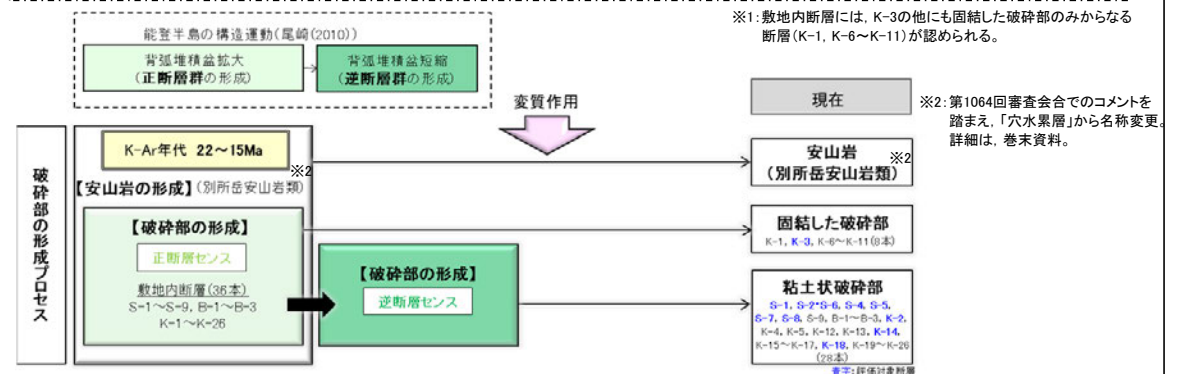 ※1：敷地内断層には，K-3の他にも固結した破砕部のみからなる
断層(K-1, K-6～K-11)が認められる。
能登半島の構造運動(尾崎(2010))
背弧堆積盆拡大
(正断層群の形成)
背弧堆積盆短縮
(逆断層群の形成)
変質作用
現在
※2：第1064回審査会合でのコメントを
踏まえ，「穴水累層」から名称変更。
詳細は，巻末資料。
破砕部の形成プロセス
K-Ar年代 22～15Ma
※2
【安山岩の形成】(別所岳安山岩類)
安山岩 ※2
(別所岳安山岩類)
【破砕部の形成】
正断層センス
敷地内断層(36本)
S-1～S-9, B-1～B-3
K-1～K-26
【破砕部の形成】
逆断層センス
固結した破砕部
K-1, K-3, K-6～K-11(8本)
粘土状破砕部
S-1, S-2・S-6, S-4, S-5,
S-7, S-8, S-9, B-1～B-3, K-2,
K-4, K-5, K-12, K-13, K-14,
K-15～K-17, K-18, K-19～K-26
(28本)
青字：評価対象断層